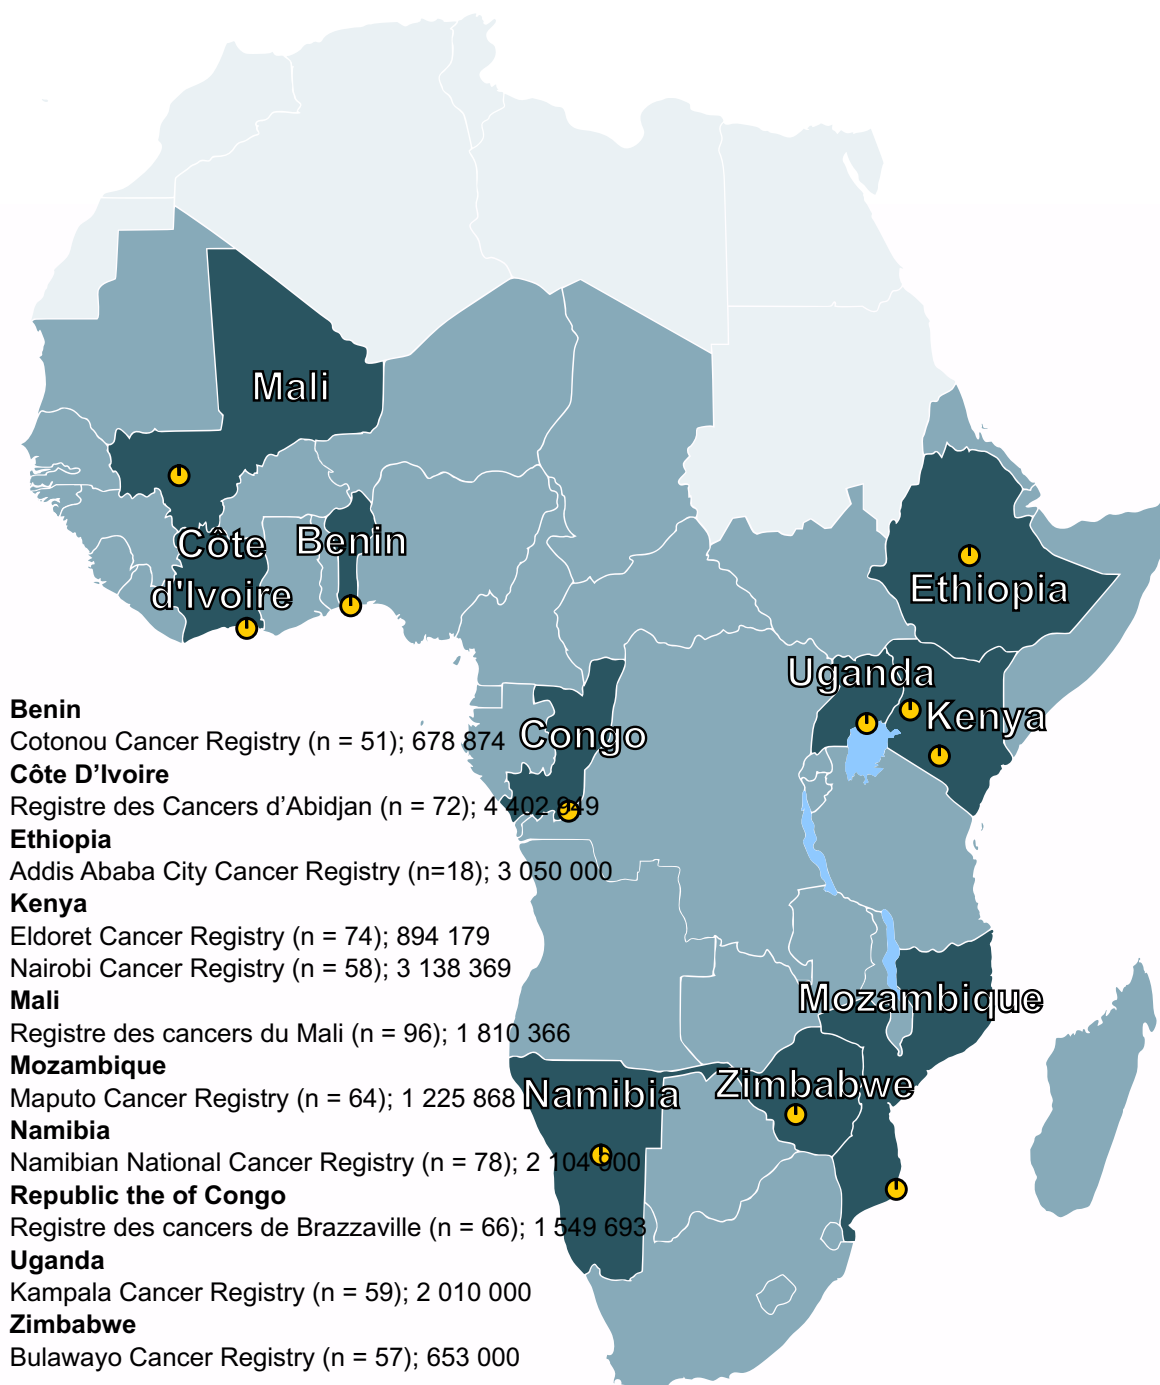 Mali
Côte
d'Ivoire
Benin
Ethiopia
Uganda
Kenya
Congo
Mozambique
Zimbabwe
Namibia
Benin
Cotonou Cancer Registry (n = 51); 678 874
Côte D’Ivoire
Registre des Cancers d’Abidjan (n = 72); 4 402 949
Ethiopia
Addis Ababa City Cancer Registry (n=18); 3 050 000
Kenya
Eldoret Cancer Registry (n = 74); 894 179
Nairobi Cancer Registry (n = 58); 3 138 369
Mali
Registre des cancers du Mali (n = 96); 1 810 366
Mozambique
Maputo Cancer Registry (n = 64); 1 225 868
Namibia
Namibian National Cancer Registry (n = 78); 2 104 900
Republic the of Congo
Registre des cancers de Brazzaville (n = 66); 1 549 693
Uganda
Kampala Cancer Registry (n = 59); 2 010 000
Zimbabwe
Bulawayo Cancer Registry (n = 57); 653 000